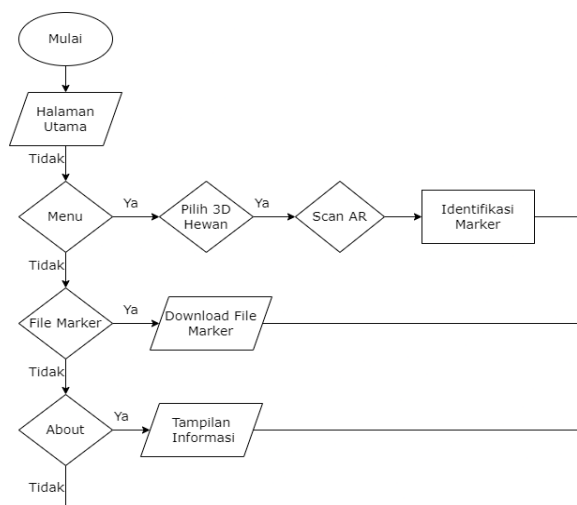 Mulai
Halaman
Utama
Tidak
Menu
Ya
Pilih 3D
Hewan
Ya
Scan AR
Identifikasi
Marker
Tidak
File Marker
Ya
Download File
Marker
Tidak
About
Ya
Tampilan
Informasi
Tidak